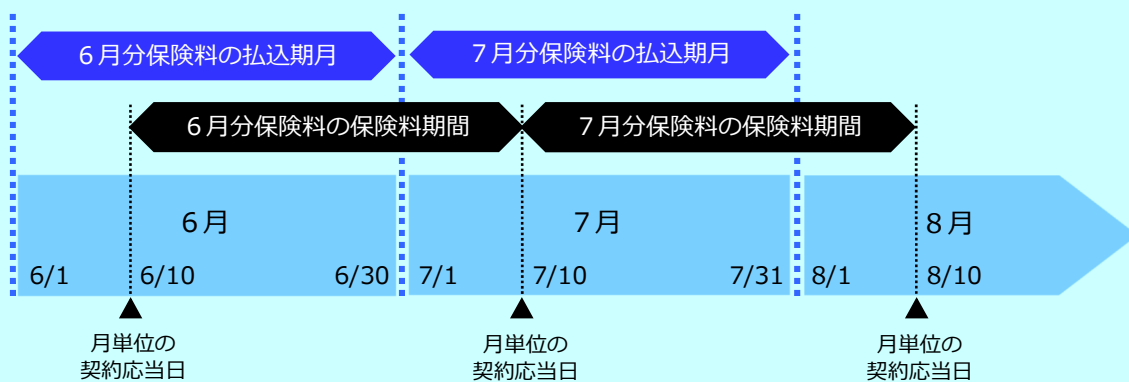 ６月分保険料の払込期月
７月分保険料の払込期月
６月分保険料の保険料期間
７月分保険料の保険料期間
６月
７月
８月
6/1
6/10
6/30
7/1
7/10
7/31
8/1
8/10
月単位の
契約応当日
月単位の
契約応当日
月単位の
契約応当日